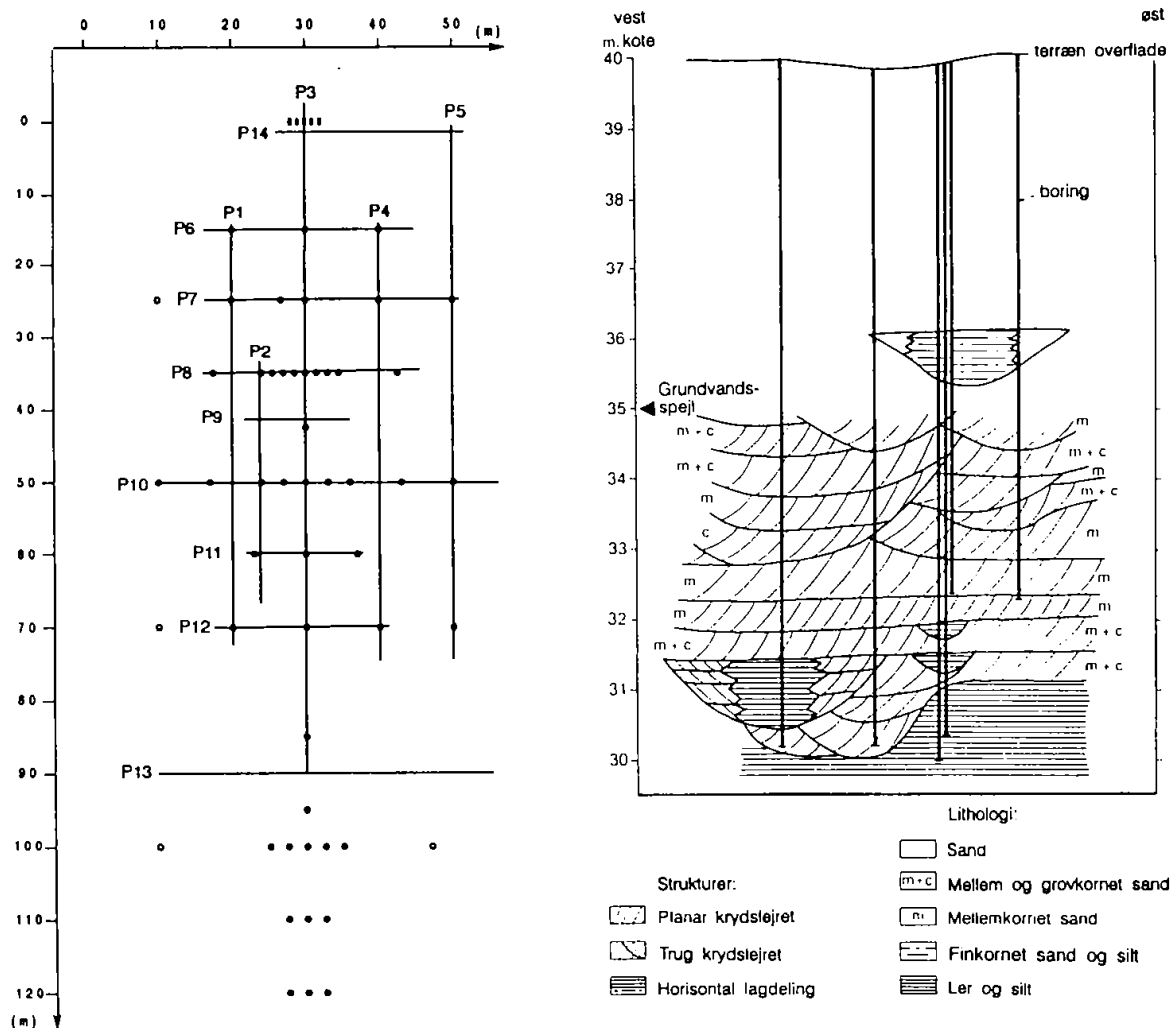 0 10 20 30 40 50
(m)
P3
P5
0
P14
10
P1
P4
P6
20
P7
30
P2
P8
40
P9
50
P10
60
P11
70
P12
80
90
P13
100
110
120
(m)
vest
øst
m. kote
40
terræn overflade
39
38
boring
37
36
Grundvands-
spejl
35
m + c
m
m + c
m + c
m
34
m
m + c
c
m
33
m
m
m
m
32
m + c
m + c
m + c
31
30
Lithologi:
Sand
Strukturer:
m + c Mellem og grovkornet sand
Planar krydslejret
m Mellemkornet sand
Trug krydslejret
Finkornet sand og silt
Horisontal lagdeling
Ler og silt